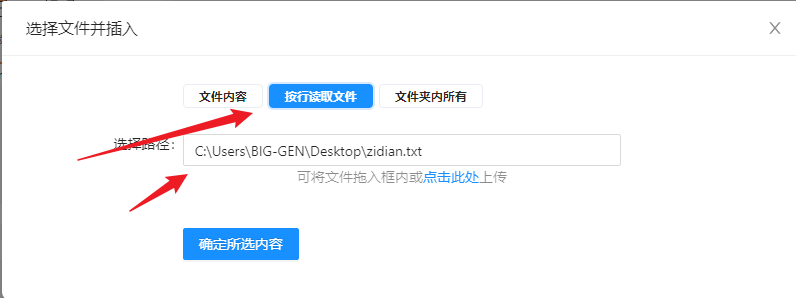 选择文件并插入 X
文件内容 按行读取文件 文件夹内所有
选择路径: C:\Users\BIG-GEN\Desktop\zidian.txt
可将文件拖入框内或点击此处上传
确定所选内容